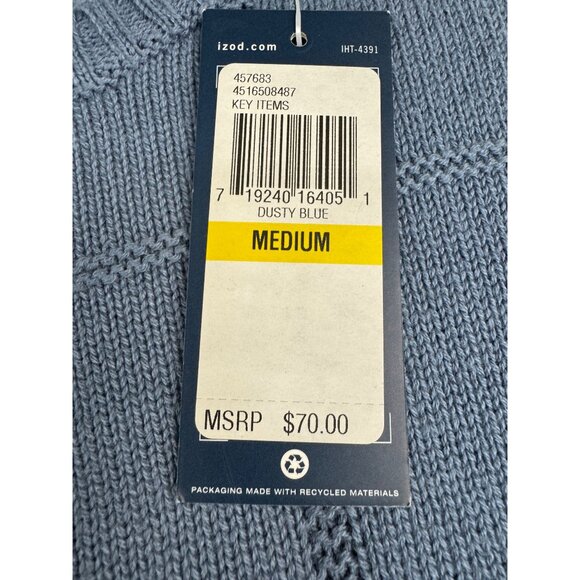 izod.com IHT-4391
457683
4516508487
KEY ITEMS
7 19240 16405 1
DUSTY BLUE
MEDIUM
MSRP $70.00
PACKAGING MADE WITH RECYCLED MATERIALS